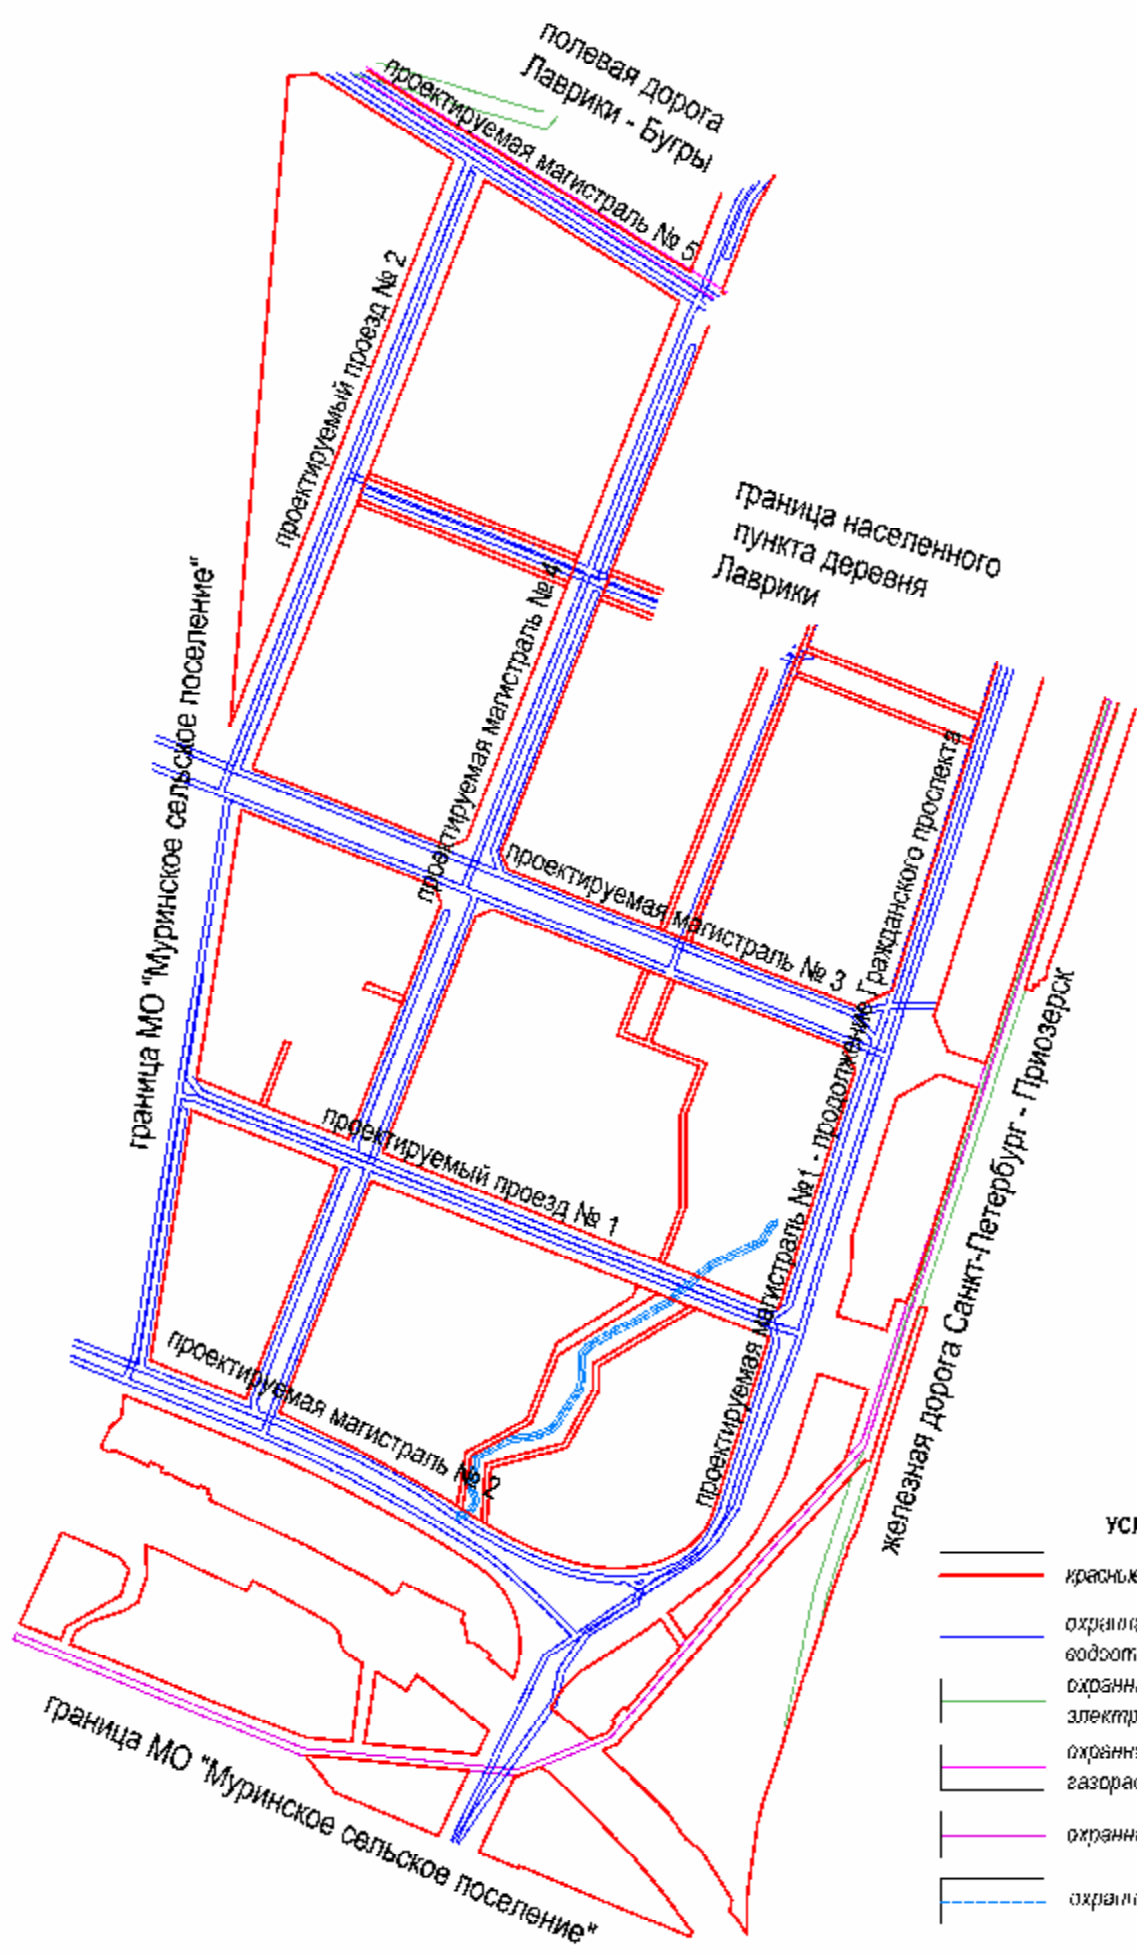 полевая дорога
Лаврики - Бугры
проектируемая магистраль № 5
проектируемый проезд № 2
граница населенного
пункта деревня
Лаврики
граница МО "Муринское сельское поселение"
проектируемая магистраль № 4
проектируемая магистраль № 3
проектируемая магистраль №1 - продолжение Гражданского проспекта
проектируемый проезд № 1
железная дорога Санкт-Петербург - Приозерск
проектируемая магистраль № 2
граница МО "Муринское сельское поселение"
УСЛ
красные